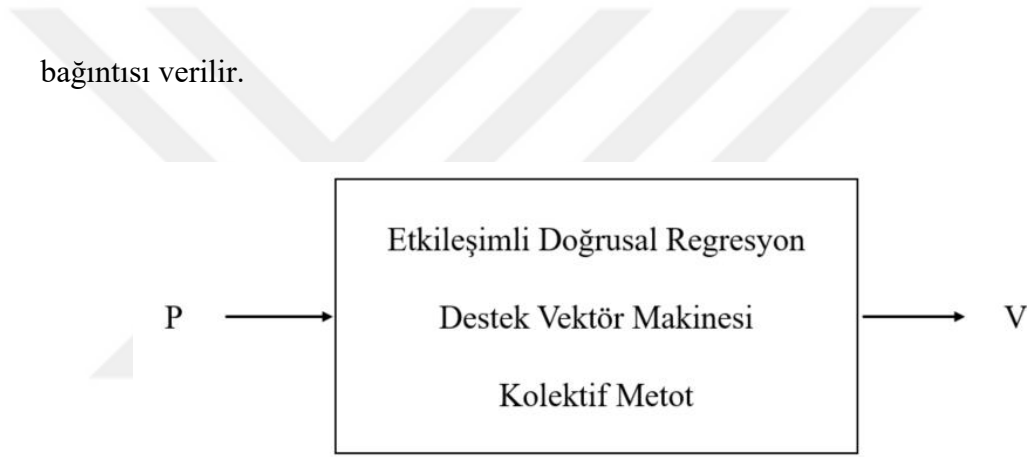 bağıntısı verilir.
Etkileşimli Doğrusal Regresyon
P
Destek Vektör Makinesi
V
Kolektif Metot